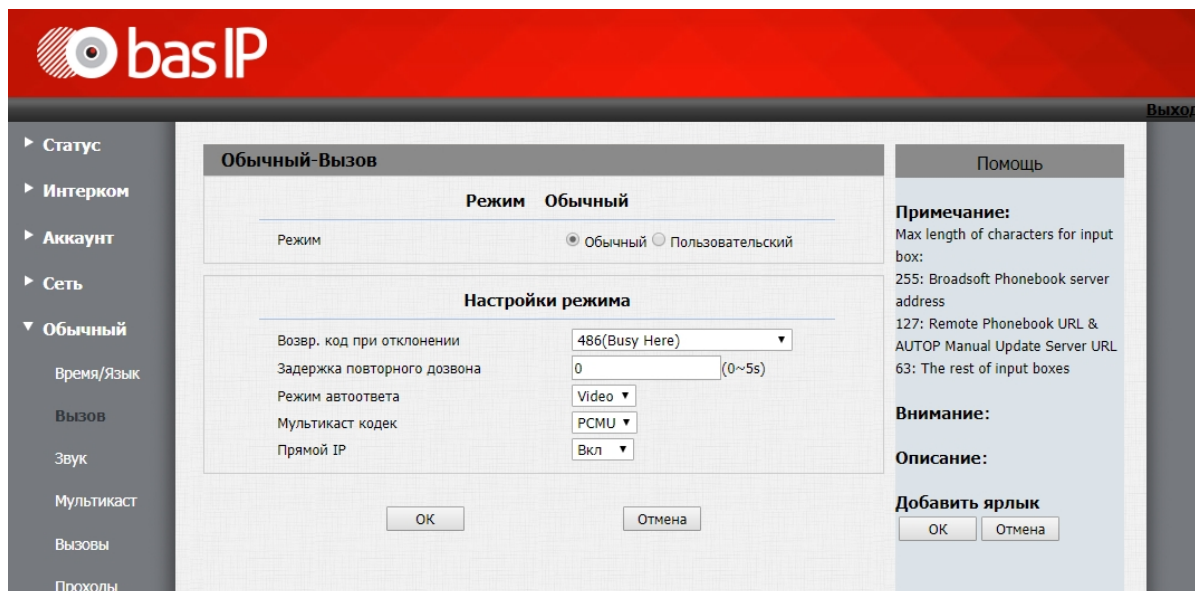 bas IP
Выход
Статус
Интерком
Аккаунт
Сеть
Обычный
Время/Язык
Вызов
Звук
Мультикаст
Вызовы
Проходы
Обычный-Вызов
Режим Обычный
Режим Обычный Пользовательский
Настройки режима
Возвр. код при отклонении 486(Busy Here)
Задержка повторного дозвона 0 (0~5s)
Режим автоответа Video
Мультикаст кодек PCMU
Прямой IP Вкл
OK Отмена
Помощь
Примечание:
Max length of characters for input
box:
255: Broadsoft Phonebook server
address
127: Remote Phonebook URL &
AUTOP Manual Update Server URL
63: The rest of input boxes
Внимание:
Описание:
Добавить ярлык
OK Отмена